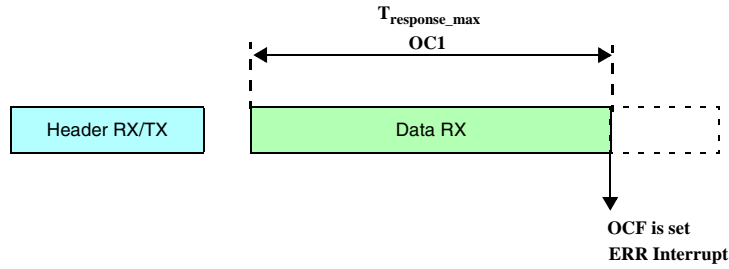 T_response_max
OC1
Header RX/TX
Data RX
OCF is set
ERR Interrupt